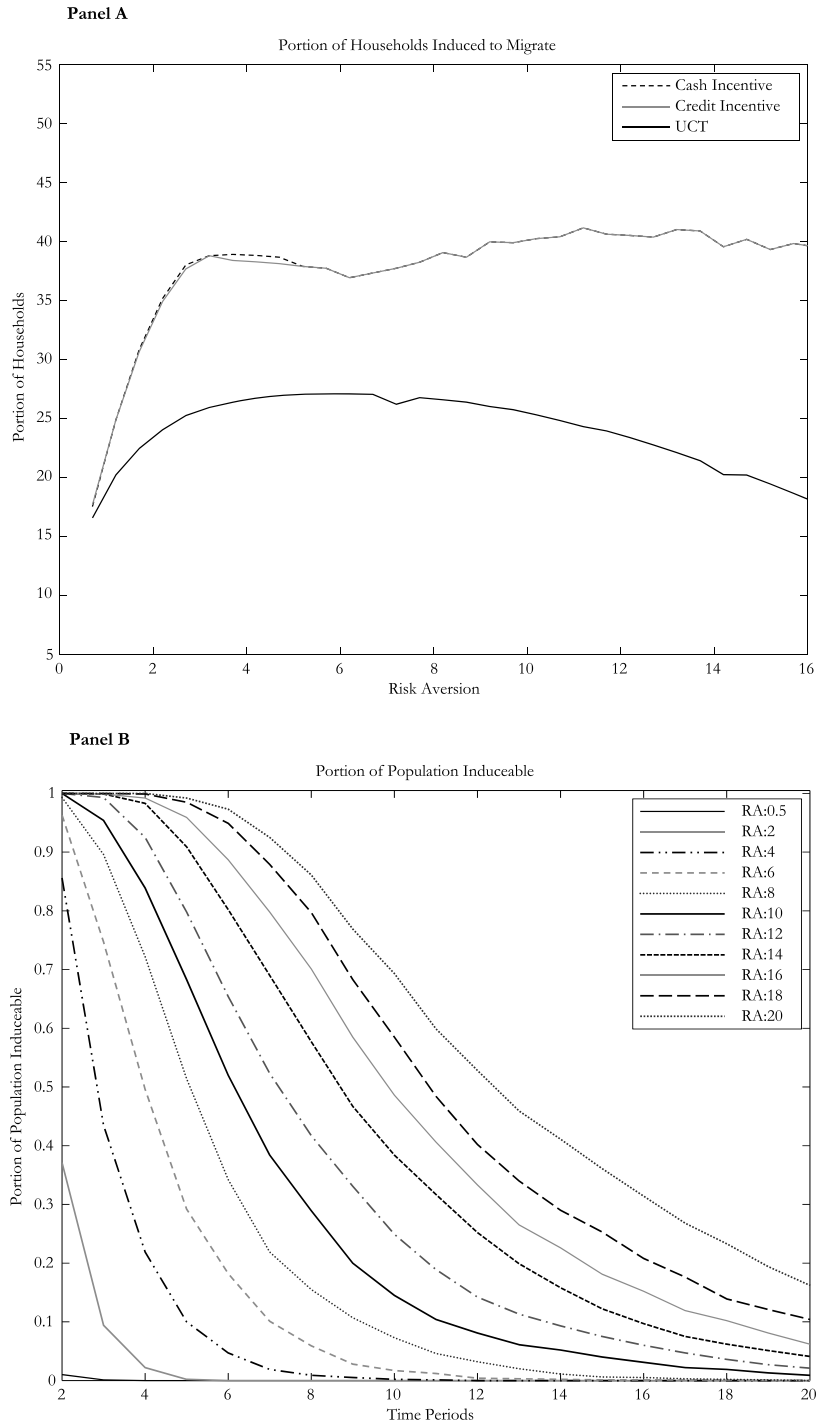 Panel A
Portion of Households Induced to Migrate
55
50
45
40
35
30
25
20
15
10
5
Portion of Households
Cash Incentive
Credit Incentive
UCT
0 2 4 6 8 10 12 14 16
Risk Aversion
Panel B
Portion of Population Induceable
1
0.9
0.8
0.7
0.6
0.5
0.4
0.3
0.2
0.1
0
Portion of Population Induceable
RA:0.5
RA:2
RA:4
RA:6
RA:8
RA:10
RA:12
RA:14
RA:16
RA:18
RA:20
2 4 6 8 10 12 14 16 18 20
Time Periods